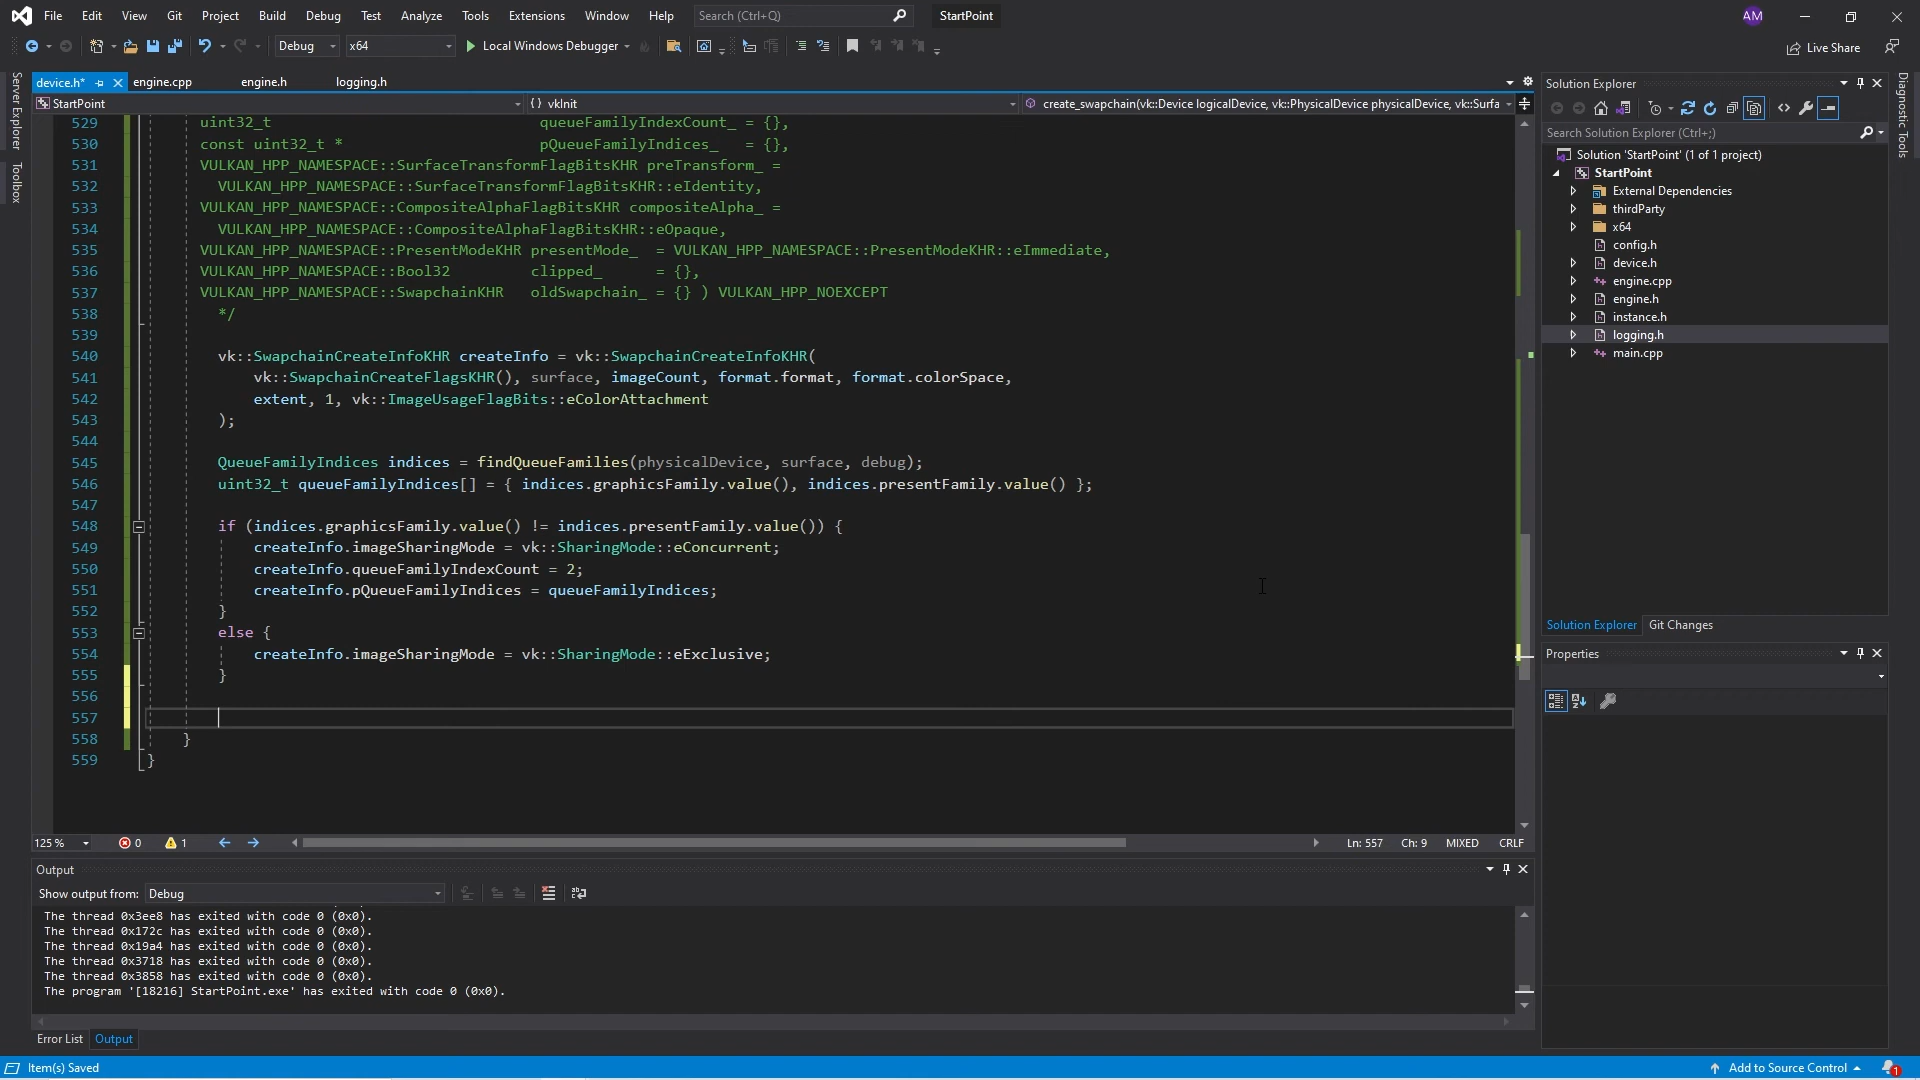 File Edit View Git Project Build Debug Test Analyze Tools Extensions Window Help Search (Ctrl+Q) StartPoint AM
Debug x64 Local Windows Debugger Live Share
Server Explorer
Toolbox
device.h* engine.cpp engine.h logging.h
StartPoint {} vkInit create_swapchain(vk::Device logicalDevice, vk::PhysicalDevice physicalDevice, vk::Surfa
529 uint32_t queueFamilyIndexCount_ = {},
530 const uint32_t * pQueueFamilyIndices_ = {},
531 VULKAN_HPP_NAMESPACE::SurfaceTransformFlagBitsKHR preTransform_ =
532 VULKAN_HPP_NAMESPACE::SurfaceTransformFlagBitsKHR::eIdentity,
533 VULKAN_HPP_NAMESPACE::CompositeAlphaFlagBitsKHR compositeAlpha_ =
534 VULKAN_HPP_NAMESPACE::CompositeAlphaFlagBitsKHR::eOpaque,
535 VULKAN_HPP_NAMESPACE::PresentModeKHR presentMode_ = VULKAN_HPP_NAMESPACE::PresentModeKHR::eImmediate,
536 VULKAN_HPP_NAMESPACE::Bool32 clipped_ = {},
537 VULKAN_HPP_NAMESPACE::SwapchainKHR oldSwapchain_ = {} ) VULKAN_HPP_NOEXCEPT
538 */
539
540 vk::SwapchainCreateInfoKHR createInfo = vk::SwapchainCreateInfoKHR(
541 vk::SwapchainCreateFlagsKHR(), surface, imageCount, format.format, format.colorSpace,
542 extent, 1, vk::ImageUsageFlagBits::eColorAttachment
543 );
544
545 QueueFamilyIndices indices = findQueueFamilies(physicalDevice, surface, debug);
546 uint32_t queueFamilyIndices[] = { indices.graphicsFamily.value(), indices.presentFamily.value() };
547
548 if (indices.graphicsFamily.value() != indices.presentFamily.value()) {
549 createInfo.imageSharingMode = vk::SharingMode::eConcurrent;
550 createInfo.queueFamilyIndexCount = 2;
551 createInfo.pQueueFamilyIndices = queueFamilyIndices;
552 }
553 else {
554 createInfo.imageSharingMode = vk::SharingMode::eExclusive;
555 }
556
557
558 }
559 }
125 % 0 1 Ln: 557 Ch: 9 MIXED CRLF
Output
Show output from: Debug
The thread 0x3ee8 has exited with code 0 (0x0).
The thread 0x172c has exited with code 0 (0x0).
The thread 0x19a4 has exited with code 0 (0x0).
The thread 0x3718 has exited with code 0 (0x0).
The thread 0x3858 has exited with code 0 (0x0).
The program '[18216] StartPoint.exe' has exited with code 0 (0x0).
Error List Output
Solution Explorer
Search Solution Explorer (Ctrl+;)
Solution 'StartPoint' (1 of 1 project)
StartPoint
External Dependencies
thirdParty
x64
config.h
device.h
engine.cpp
engine.h
instance.h
logging.h
main.cpp
Solution Explorer Git Changes
Properties
Diagnostic Tools
Item(s) Saved Add to Source Control 1